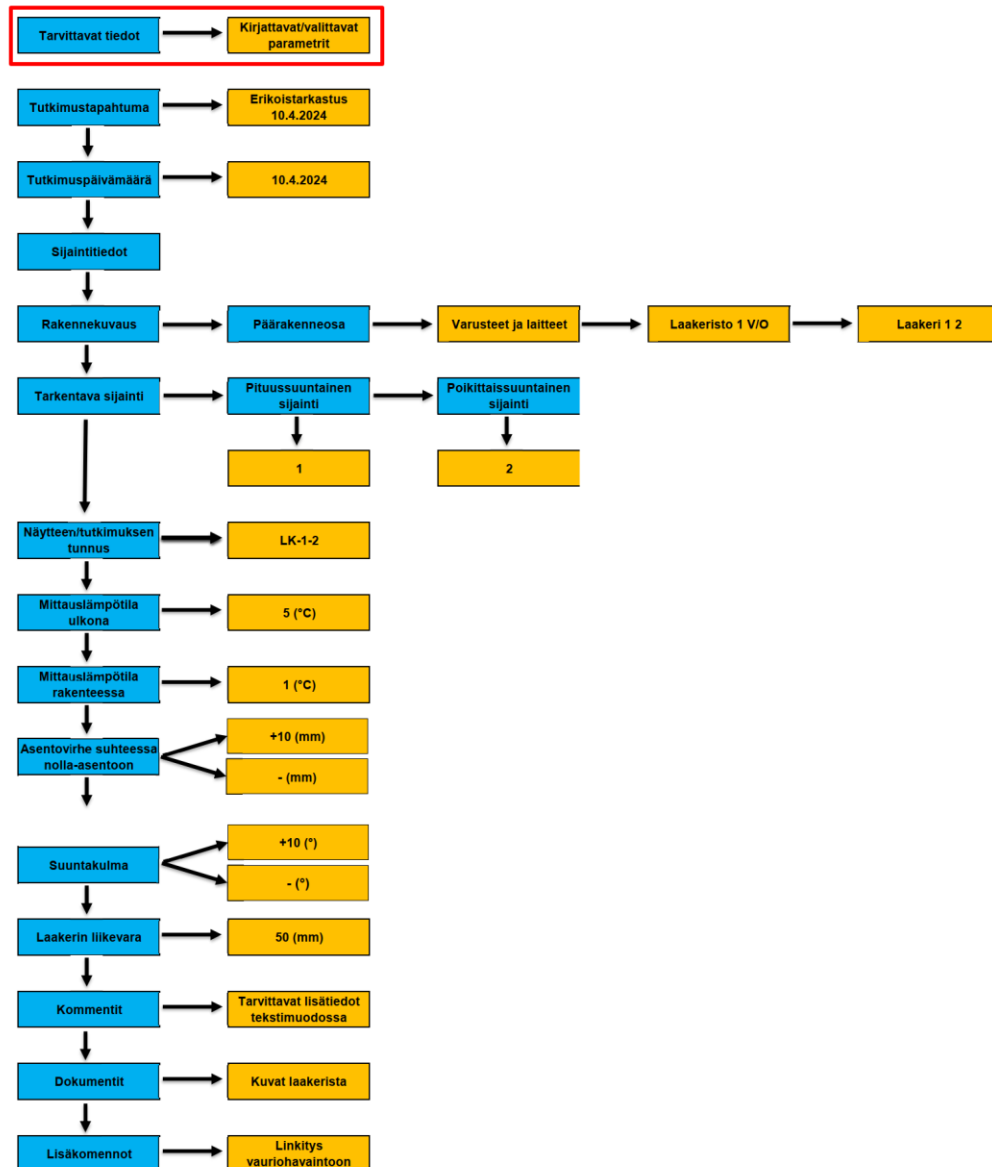 Tarvittavat tiedot
Kirjattavat/valittavat
parametrit
Tutkimustapahtuma
Erikoistarkastus
10.4.2024
Tutkimuspäivämäärä
10.4.2024
Sijaintitiedot
Rakennekuvaus
Päärakenneosa
Varusteet ja laitteet
Laakeristo 1 V/O
Laakeri 1 2
Tarkentava sijainti
Pituussuuntainen
sijainti
Poikittaissuuntainen
sijainti
1
2
Näytteen/tutkimuksen
tunnus
LK-1-2
Mittauslämpötila
ulkona
5 (°C)
Mittauslämpötila
rakenteessa
1 (°C)
Asentovirhe suhteessa
nolla-asentoon
+10 (mm)
- (mm)
Suuntakulma
+10 (°)
- (°)
Laakerin liikevara
50 (mm)
Kommentit
Tarvittavat lisätiedot
tekstimuodossa
Dokumentit
Kuvat laakerista
Lisäkomennot
Linkitys
vauriohavaintoon